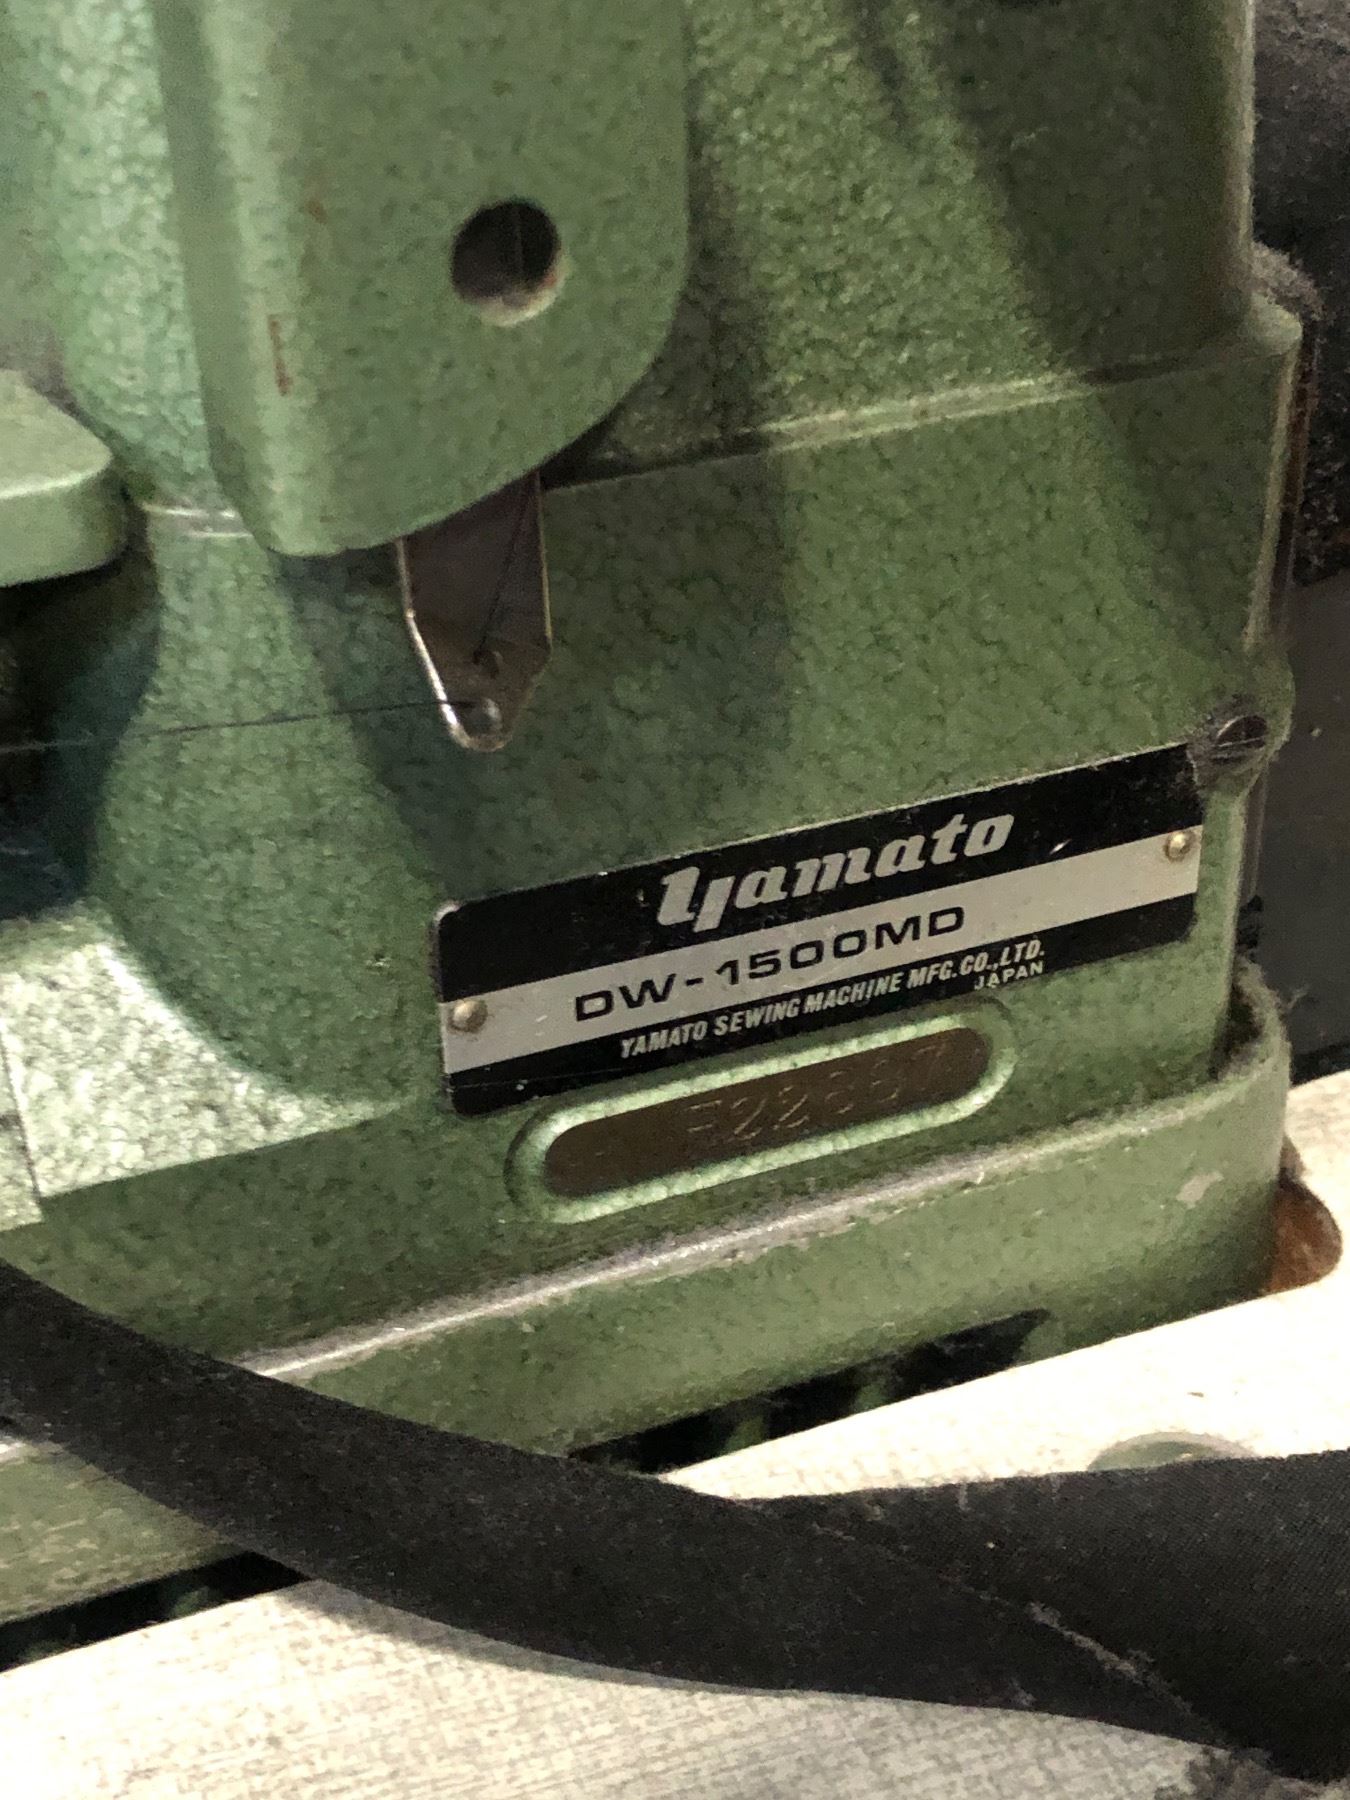 yamato
DW-1500MD
YAMATO SEWING MACHINE MFG. CO., LTD.
JAPAN